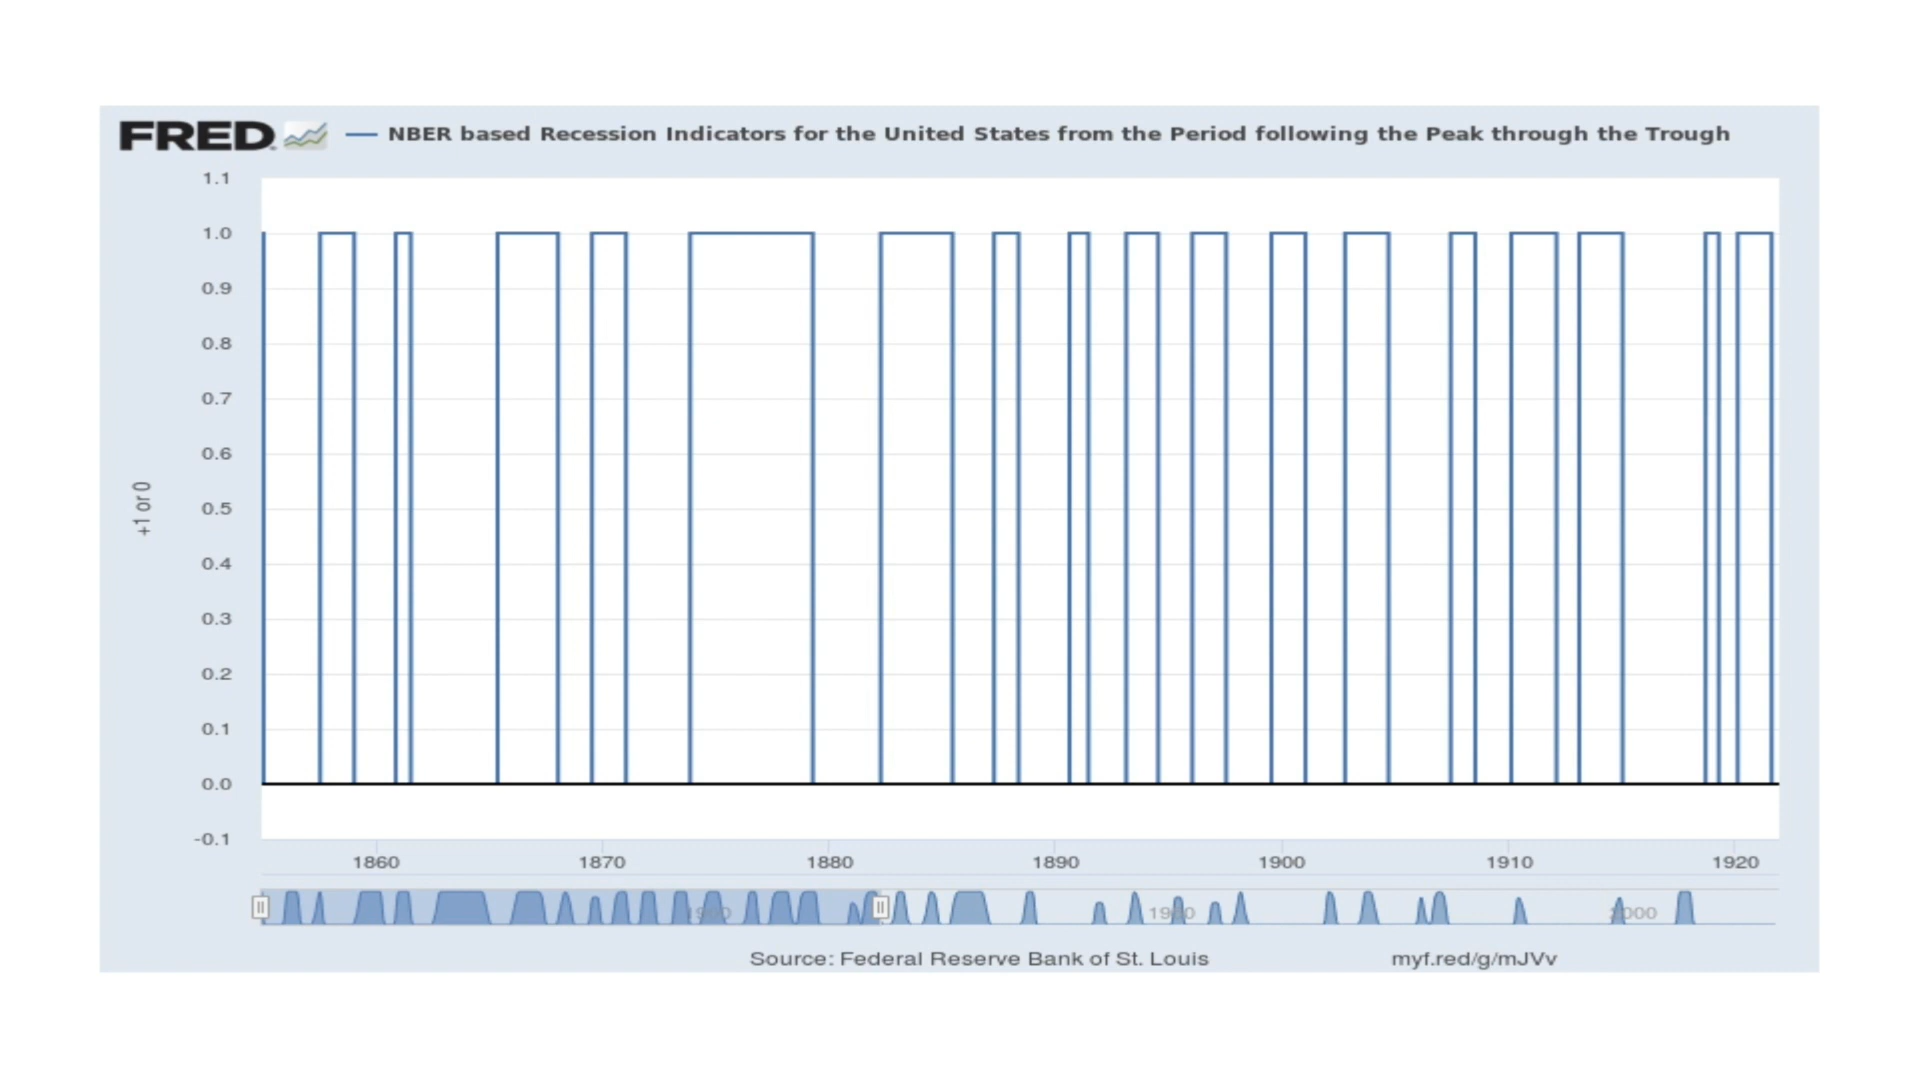 FRED
NBER based Recession Indicators for the United States from the Period following the Peak through the Trough
1.1
1.0
0.9
0.8
0.7
0.6
0.5
0.4
0.3
0.2
0.1
0.0
-0.1
+1 or 0
1860 1870 1880 1890 1900 1910 1920
1900 1950 2000
Source: Federal Reserve Bank of St. Louis
myf.red/g/mJVv